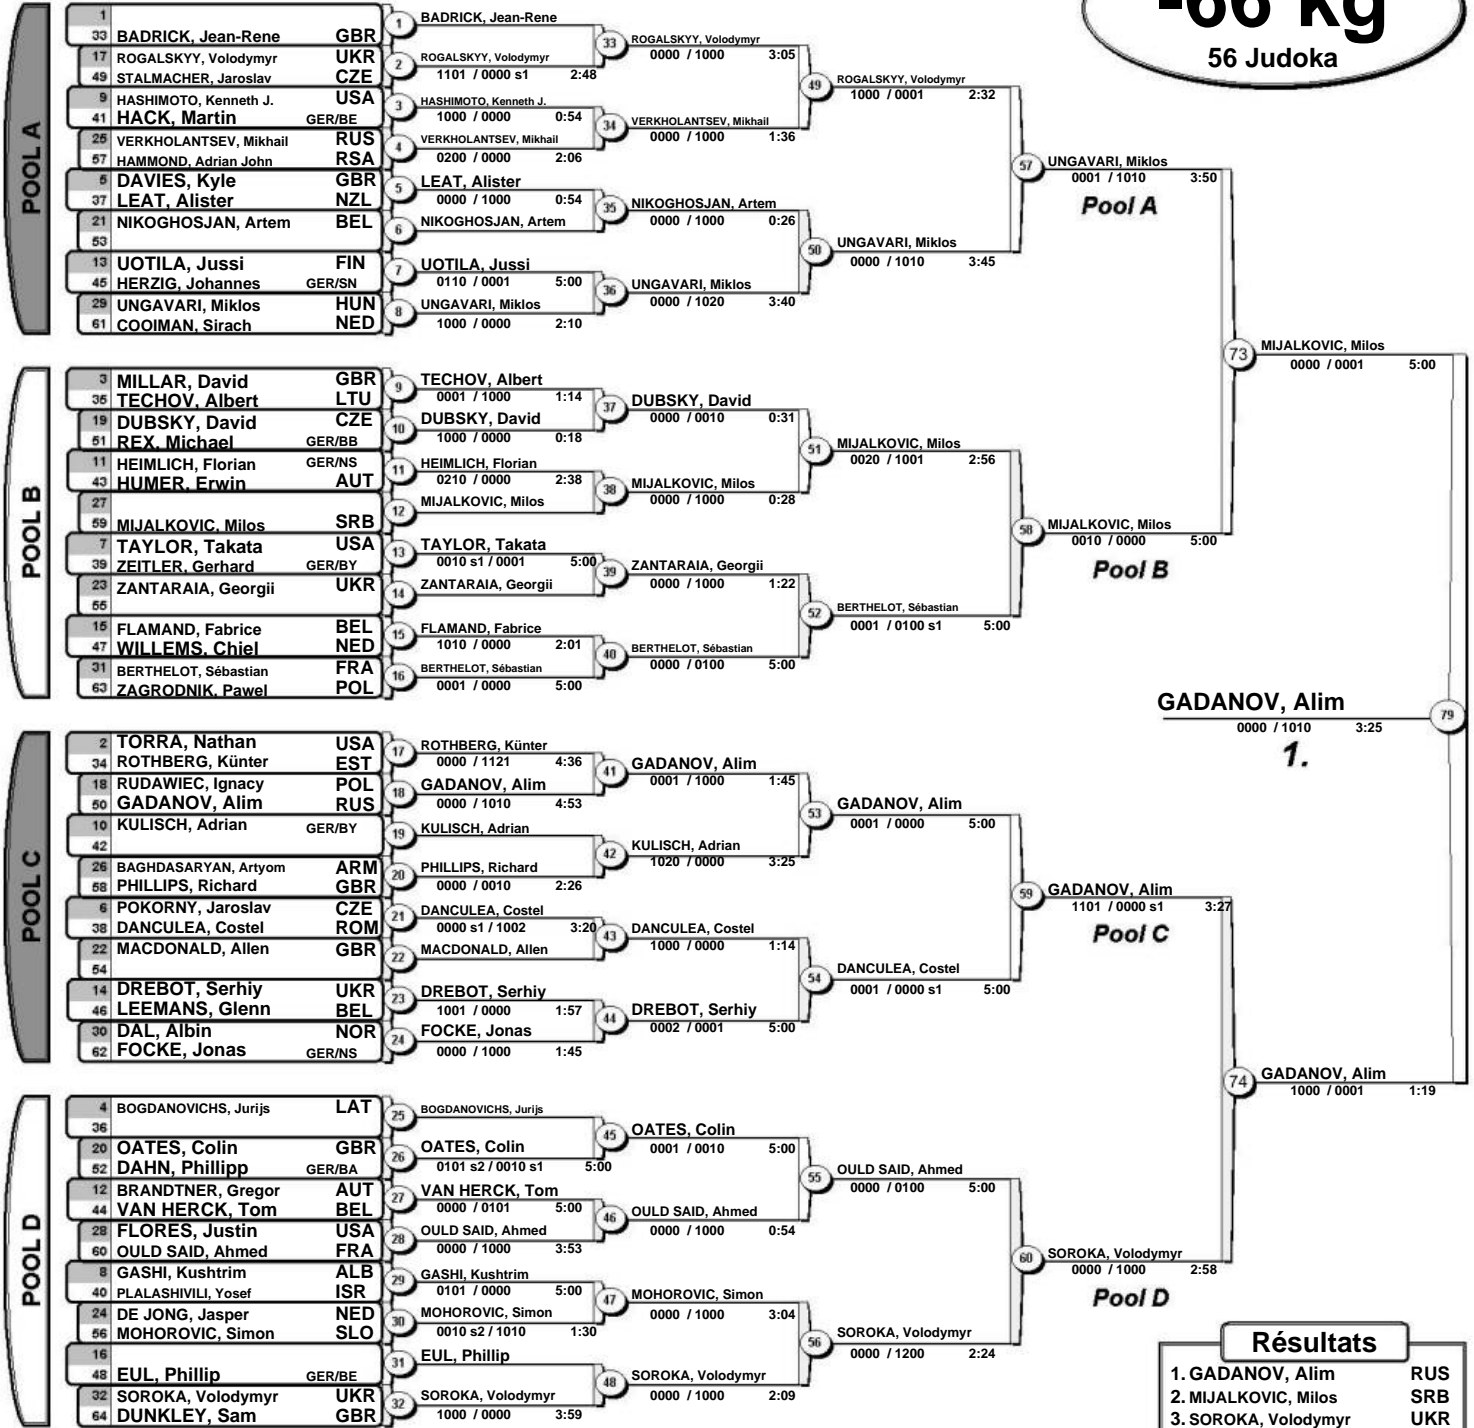 -66 kg
56 Judoka
POOL A
1
33 BADRICK, Jean-Rene GBR
17 ROGALSKYY, Volodymyr UKR
49 STALMACHER, Jaroslav CZE
9 HASHIMOTO, Kenneth J. USA
41 HACK, Martin GER/BE
25 VERKHOLANTSEV, Mikhail RUS
57 HAMMOND, Adrian John RSA
5 DAVIES, Kyle GBR
37 LEAT, Alister NZL
21 NIKOGHOSJAN, Artem BEL
53
13 UOTILA, Jussi FIN
45 HERZIG, Johannes GER/SN
29 UNGAVARI, Miklos HUN
61 COOIMAN, Sirach NED
1 BADRICK, Jean-Rene
2 ROGALSKYY, Volodymyr
1101 / 0000 s1 2:48
3 HASHIMOTO, Kenneth J.
1000 / 0000 0:54
4 VERKHOLANTSEV, Mikhail
0200 / 0000 2:06
5 LEAT, Alister
0000 / 1000 0:54
6 NIKOGHOSJAN, Artem
7 UOTILA, Jussi
0110 / 0001 5:00
8 UNGAVARI, Miklos
1000 / 0000 2:10
33 ROGALSKYY, Volodymyr
0000 / 1000 3:05
34 VERKHOLANTSEV, Mikhail
0000 / 1000 1:36
35 NIKOGHOSJAN, Artem
0000 / 1000 0:26
36 UNGAVARI, Miklos
0000 / 1020 3:40
49 ROGALSKYY, Volodymyr
1000 / 0001 2:32
50 UNGAVARI, Miklos
0000 / 1010 3:45
57 UNGAVARI, Miklos
0001 / 1010 3:50
Pool A
POOL B
3 MILLAR, David GBR
35 TECHOV, Albert LTU
19 DUBSKY, David CZE
51 REX, Michael GER/BB
11 HEIMLICH, Florian GER/NS
43 HUMER, Erwin AUT
27
59 MIJALKOVIC, Milos SRB
7 TAYLOR, Takata USA
39 ZEITLER, Gerhard GER/BY
23 ZANTARAIA, Georgii UKR
55
15 FLAMAND, Fabrice BEL
47 WILLEMS, Chiel NED
31 BERTHELOT, Sébastian FRA
63 ZAGRODNIK, Pawel POL
9 TECHOV, Albert
0001 / 1000 1:14
10 DUBSKY, David
1000 / 0000 0:18
11 HEIMLICH, Florian
0210 / 0000 2:38
12 MIJALKOVIC, Milos
13 TAYLOR, Takata
0010 s1 / 0001 5:00
14 ZANTARAIA, Georgii
15 FLAMAND, Fabrice
1010 / 0000 2:01
16 BERTHELOT, Sébastian
0001 / 0000 5:00
37 DUBSKY, David
0000 / 0010 0:31
38 MIJALKOVIC, Milos
0000 / 1000 0:28
39 ZANTARAIA, Georgii
0000 / 1000 1:22
40 BERTHELOT, Sébastian
0000 / 0100 5:00
51 MIJALKOVIC, Milos
0020 / 1001 2:56
52 BERTHELOT, Sébastian
0001 / 0100 s1 5:00
58 MIJALKOVIC, Milos
0010 / 0000 5:00
Pool B
73 MIJALKOVIC, Milos
0000 / 0001 5:00
GADANOV, Alim 79
0000 / 1010 3:25
1.
POOL C
2 TORRA, Nathan USA
34 ROTHBERG, Künter EST
18 RUDAWIEC, Ignacy POL
50 GADANOV, Alim RUS
10 KULISCH, Adrian GER/BY
42
26 BAGHDASARYAN, Artyom ARM
58 PHILLIPS, Richard GBR
6 POKORNY, Jaroslav CZE
38 DANCULEA, Costel ROM
22 MACDONALD, Allen GBR
54
14 DREBOT, Serhiy UKR
46 LEEMANS, Glenn BEL
30 DAL, Albin NOR
62 FOCKE, Jonas GER/NS
17 ROTHBERG, Künter
0000 / 1121 4:36
18 GADANOV, Alim
0000 / 1010 4:53
19 KULISCH, Adrian
20 PHILLIPS, Richard
0000 / 0010 2:26
21 DANCULEA, Costel
0000 s1 / 1002 3:20
22 MACDONALD, Allen
23 DREBOT, Serhiy
1001 / 0000 1:57
24 FOCKE, Jonas
0000 / 1000 1:45
41 GADANOV, Alim
0001 / 1000 1:45
42 KULISCH, Adrian
1020 / 0000 3:25
43 DANCULEA, Costel
1000 / 0000 1:14
44 DREBOT, Serhiy
0002 / 0001 5:00
53 GADANOV, Alim
0001 / 0000 5:00
54 DANCULEA, Costel
0001 / 0000 s1 5:00
59 GADANOV, Alim
1101 / 0000 s1 3:27
Pool C
POOL D
4 BOGDANOVICHS, Jurijs LAT
36
20 OATES, Colin GBR
52 DAHN, Phillipp GER/BA
12 BRANDTNER, Gregor AUT
44 VAN HERCK, Tom BEL
28 FLORES, Justin USA
60 OULD SAID, Ahmed FRA
8 GASHI, Kushtrim ALB
40 PLALASHIVILI, Yosef ISR
24 DE JONG, Jasper NED
56 MOHOROVIC, Simon SLO
16
48 EUL, Phillip GER/BE
32 SOROKA, Volodymyr UKR
64 DUNKLEY, Sam GBR
25 BOGDANOVICHS, Jurijs
26 OATES, Colin
0101 s2 / 0010 s1 5:00
27 VAN HERCK, Tom
0000 / 0101 5:00
28 OULD SAID, Ahmed
0000 / 1000 3:53
29 GASHI, Kushtrim
0101 / 0000 5:00
30 MOHOROVIC, Simon
0010 s2 / 1010 1:30
31 EUL, Phillip
32 SOROKA, Volodymyr
1000 / 0000 3:59
45 OATES, Colin
0001 / 0010 5:00
46 OULD SAID, Ahmed
0000 / 1000 0:54
47 MOHOROVIC, Simon
0000 / 1000 3:04
48 SOROKA, Volodymyr
0000 / 1000 2:09
55 OULD SAID, Ahmed
0000 / 0100 5:00
56 SOROKA, Volodymyr
0000 / 1200 2:24
60 SOROKA, Volodymyr
0000 / 1000 2:58
Pool D
74 GADANOV, Alim
1000 / 0001 1:19
Résultats
1. GADANOV, Alim RUS
2. MIJALKOVIC, Milos SRB
3. SOROKA, Volodymyr UKR